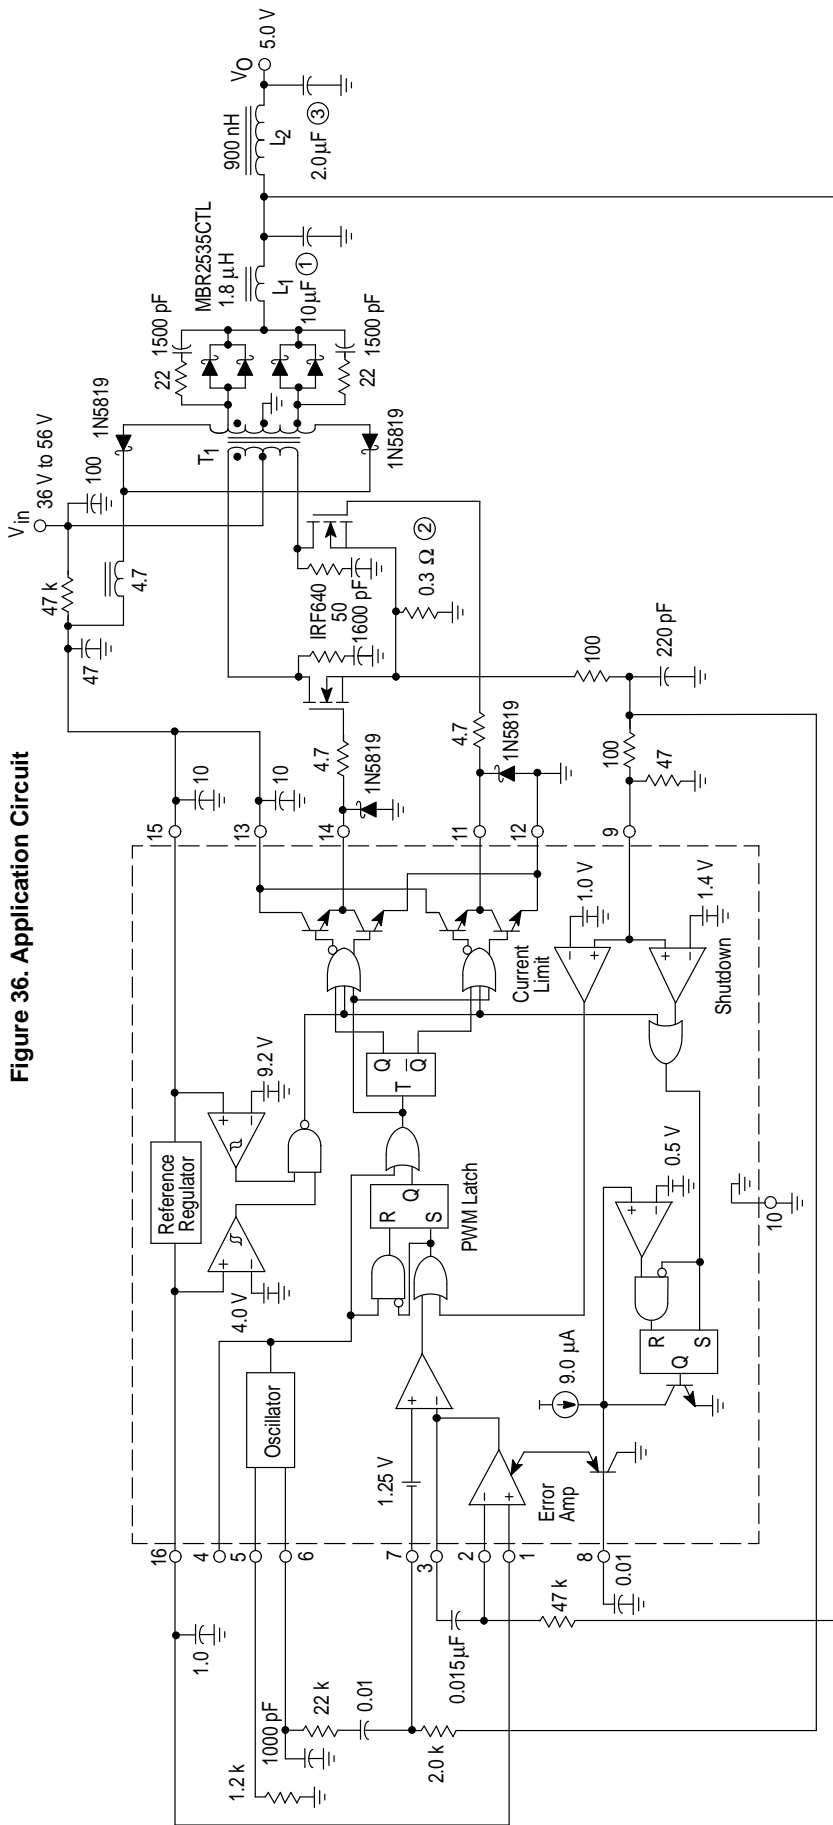 Figure 36. Application Circuit
Vin
36 V to 56 V
47 k
100
4.7
47
1N5819
T1
1N5819
22
1500 pF
22
1500 pF
MBR2535CTL
1.8 µH
L1
10µF ①
900 nH
L2
2.0µF ③
VO
5.0 V
IRF640
50
1600 pF
0.3 Ω ②
15
10
13
10
14
4.7
1N5819
11
4.7
1N5819
12
9
100
100
220 pF
47
Reference
Regulator
4.0 V
9.2 V
Oscillator
R
Q
S
PWM Latch
T
Q
Q
Current
Limit
1.0 V
1.4 V
Shutdown
0.5 V
R
Q
S
9.0 µA
1.25 V
Error
Amp
+
–
+
–
+
–
–
+
–
+
+
–
+
–
10
16
4
5
6
7
3
2
1
8
1.0
1.2 k
1000 pF
22 k
0.01
2.0 k
0.015µF
47 k
0.01